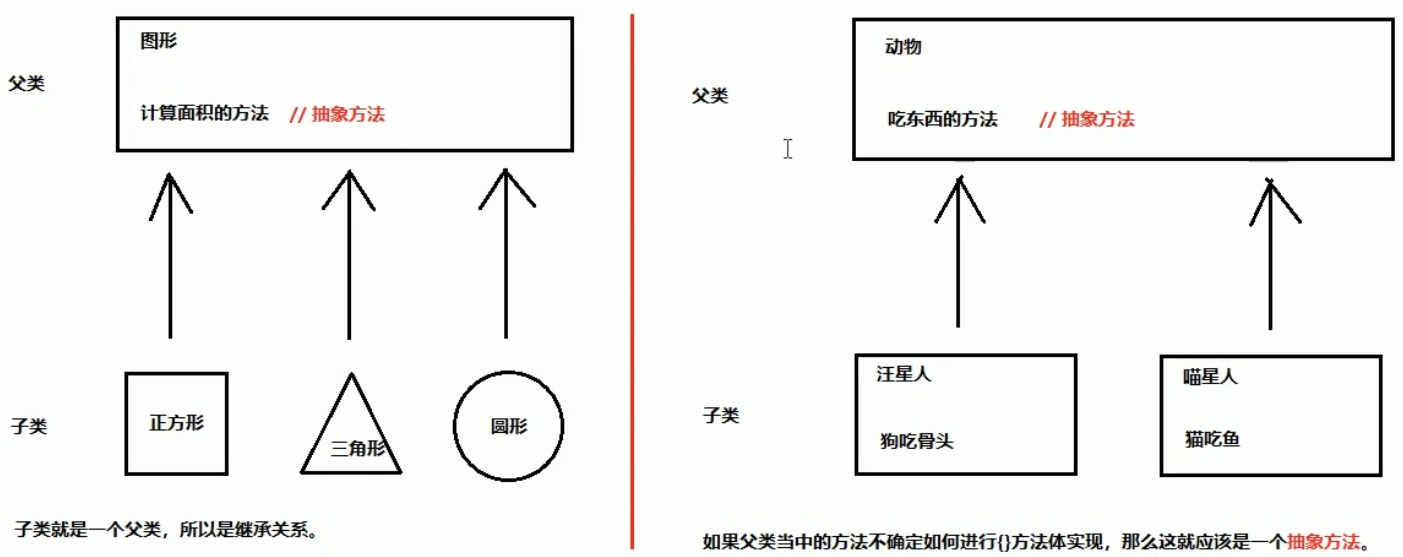 图形
父类
计算面积的方法 // 抽象方法
正方形
三角形
圆形
子类
子类就是一个父类，所以是继承关系。
动物
父类
吃东西的方法 // 抽象方法
汪星人
喵星人
子类
狗吃骨头
猫吃鱼
如果父类当中的方法不确定如何进行{}方法体实现，那么这就应该是一个抽象方法。